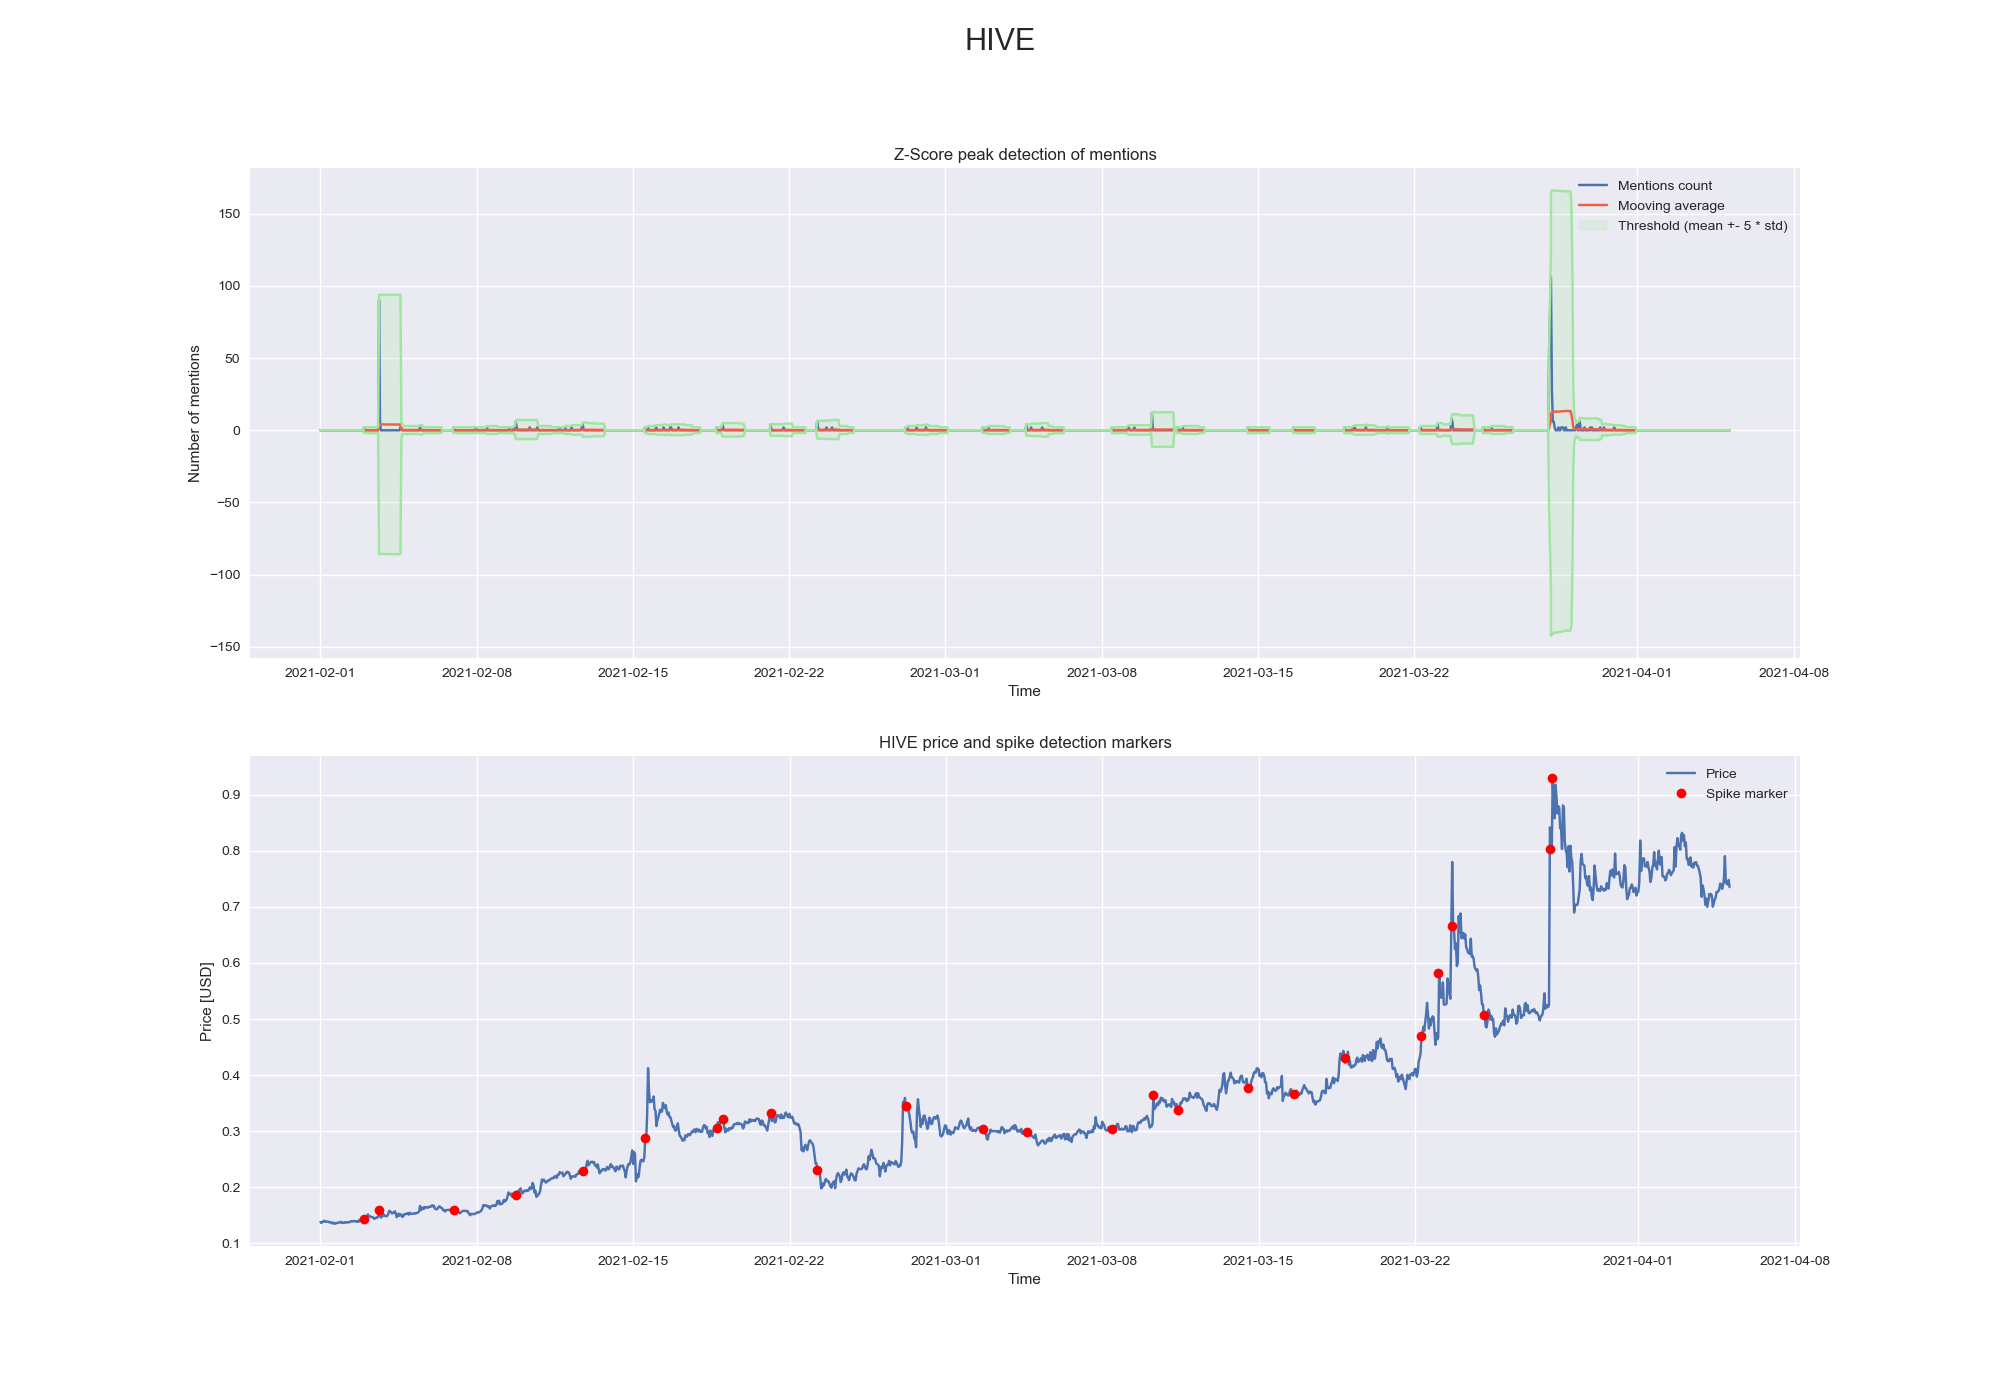 HIVE
Z-Score peak detection of mentions
Mentions count
Mooving average
Threshold (mean +- 5 * std)
Number of mentions
150
100
50
0
−50
−100
−150
2021-02-01 2021-02-08 2021-02-15 2021-02-22 2021-03-01 2021-03-08 2021-03-15 2021-03-22 2021-04-01 2021-04-08
Time
HIVE price and spike detection markers
Price
Spike marker
Price [USD]
0.9
0.8
0.7
0.6
0.5
0.4
0.3
0.2
0.1
2021-02-01 2021-02-08 2021-02-15 2021-02-22 2021-03-01 2021-03-08 2021-03-15 2021-03-22 2021-04-01 2021-04-08
Time